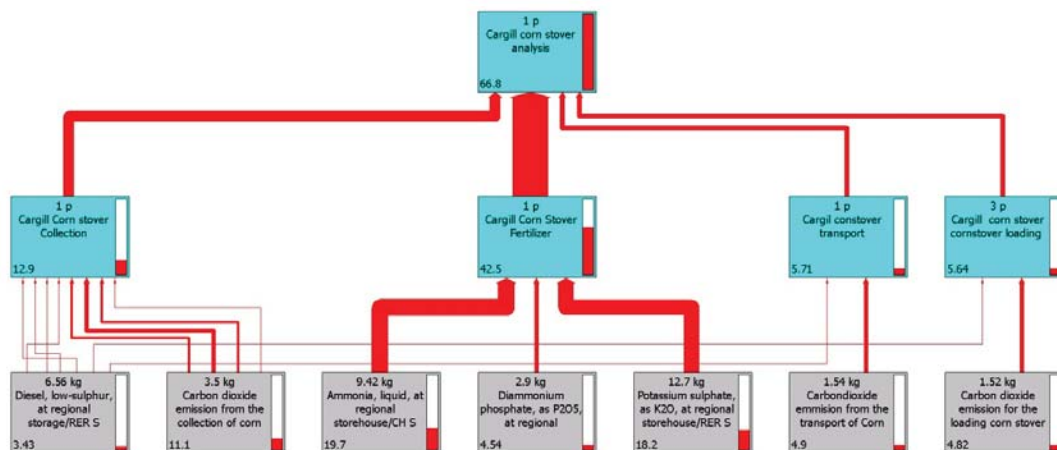 1 p
Cargill corn stover
analysis
66.8
1 p
Cargill Corn stover
Collection
12.9
1 p
Cargill Corn Stover
Fertilizer
42.5
1 p
Cargil constover
transport
5.71
3 p
Cargill corn stover
cornstover loading
5.64
6.56 kg
Diesel, low-sulphur,
at regional
storage/RER S
3.43
3.5 kg
Carbon dioxide
emission from the
collection of corn
11.1
9.42 kg
Ammonia, liquid, at
regional
storehouse/CH S
19.7
2.9 kg
Diammonium
phosphate, as P2O5,
at regional
4.54
12.7 kg
Potassium sulphate,
as K2O, at regional
storehouse/RER S
18.2
1.54 kg
Carbondioxide
emmission from the
transport of Corn
4.9
1.52 kg
Carbon dioxide
emission for the
loading corn stover
4.82